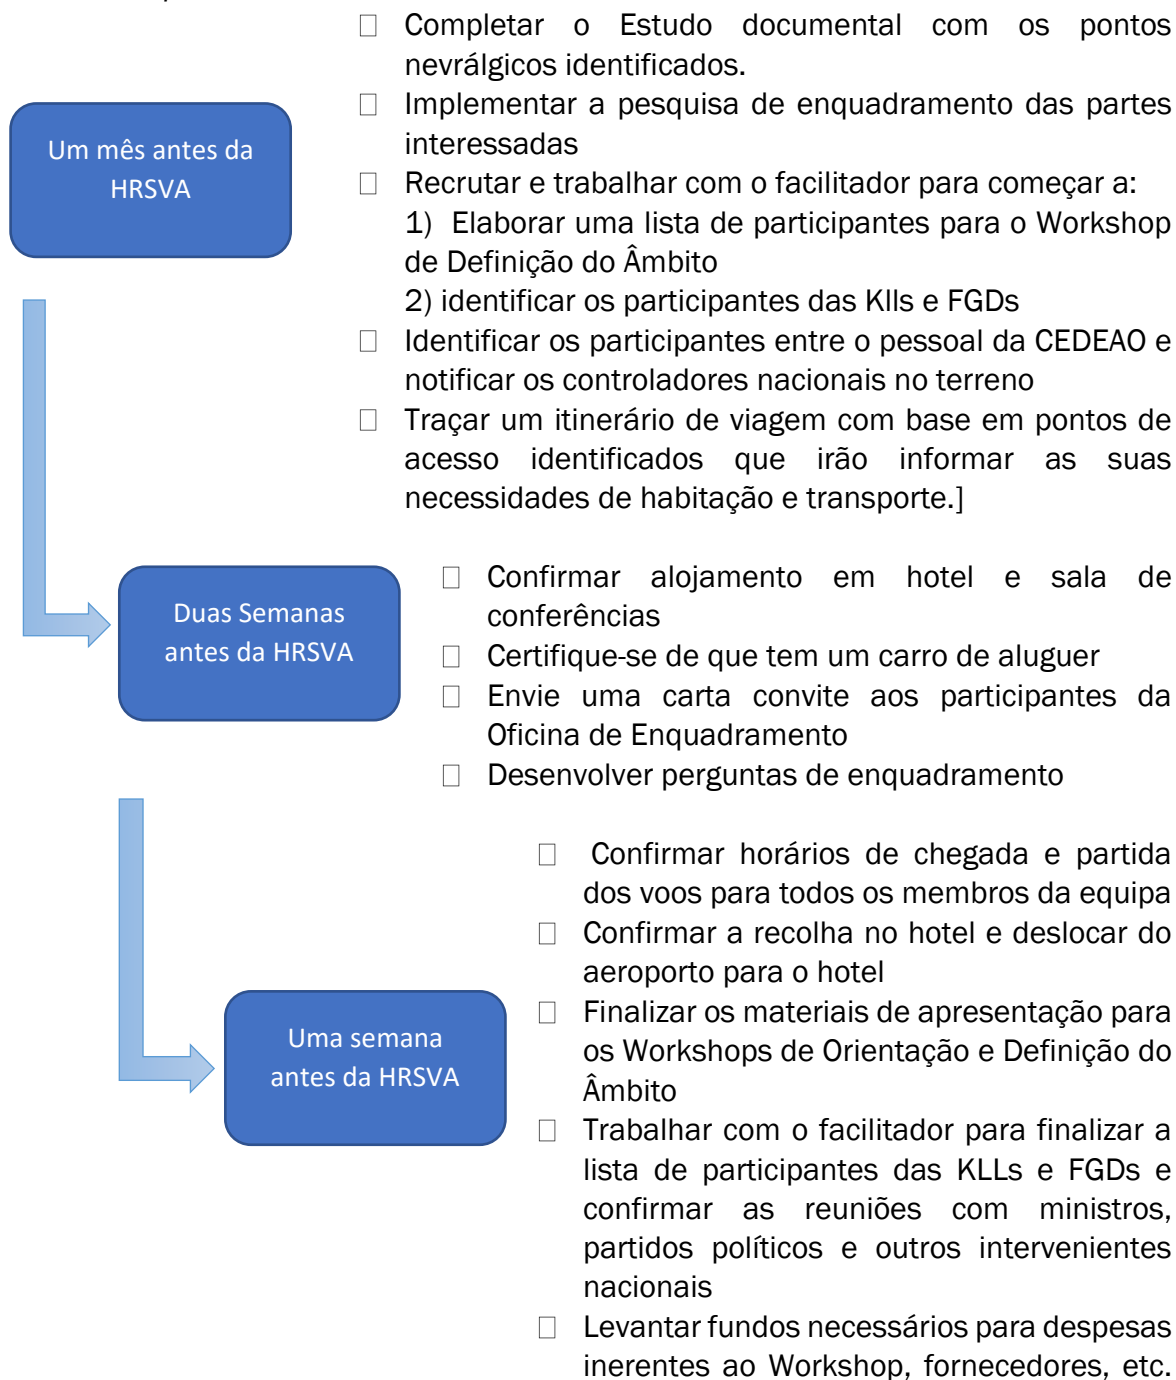 ☐ Completar o Estudo documental com os pontos
nevrálgicos identificados.
☐ Implementar a pesquisa de enquadramento das partes
interessadas
☐ Recrutar e trabalhar com o facilitador para começar a:
1) Elaborar uma lista de participantes para o Workshop
de Definição do Âmbito
2) identificar os participantes das KIIs e FGDs
☐ Identificar os participantes entre o pessoal da CEDEAO e
notificar os controladores nacionais no terreno
☐ Traçar um itinerário de viagem com base em pontos de
acesso identificados que irão informar as suas
necessidades de habitação e transporte.]
Um mês antes da
HRSVA
☐ Confirmar alojamento em hotel e sala de
conferências
☐ Certifique-se de que tem um carro de aluguer
☐ Envie uma carta convite aos participantes da
Oficina de Enquadramento
☐ Desenvolver perguntas de enquadramento
Duas Semanas
antes da HRSVA
☐ Confirmar horários de chegada e partida
dos voos para todos os membros da equipa
☐ Confirmar a recolha no hotel e deslocar do
aeroporto para o hotel
☐ Finalizar os materiais de apresentação para
os Workshops de Orientação e Definição do
Âmbito
☐ Trabalhar com o facilitador para finalizar a
lista de participantes das KLLs e FGDs e
confirmar as reuniões com ministros,
partidos políticos e outros intervenientes
nacionais
☐ Levantar fundos necessários para despesas
inerentes ao Workshop, fornecedores, etc.
Uma semana
antes da HRSVA